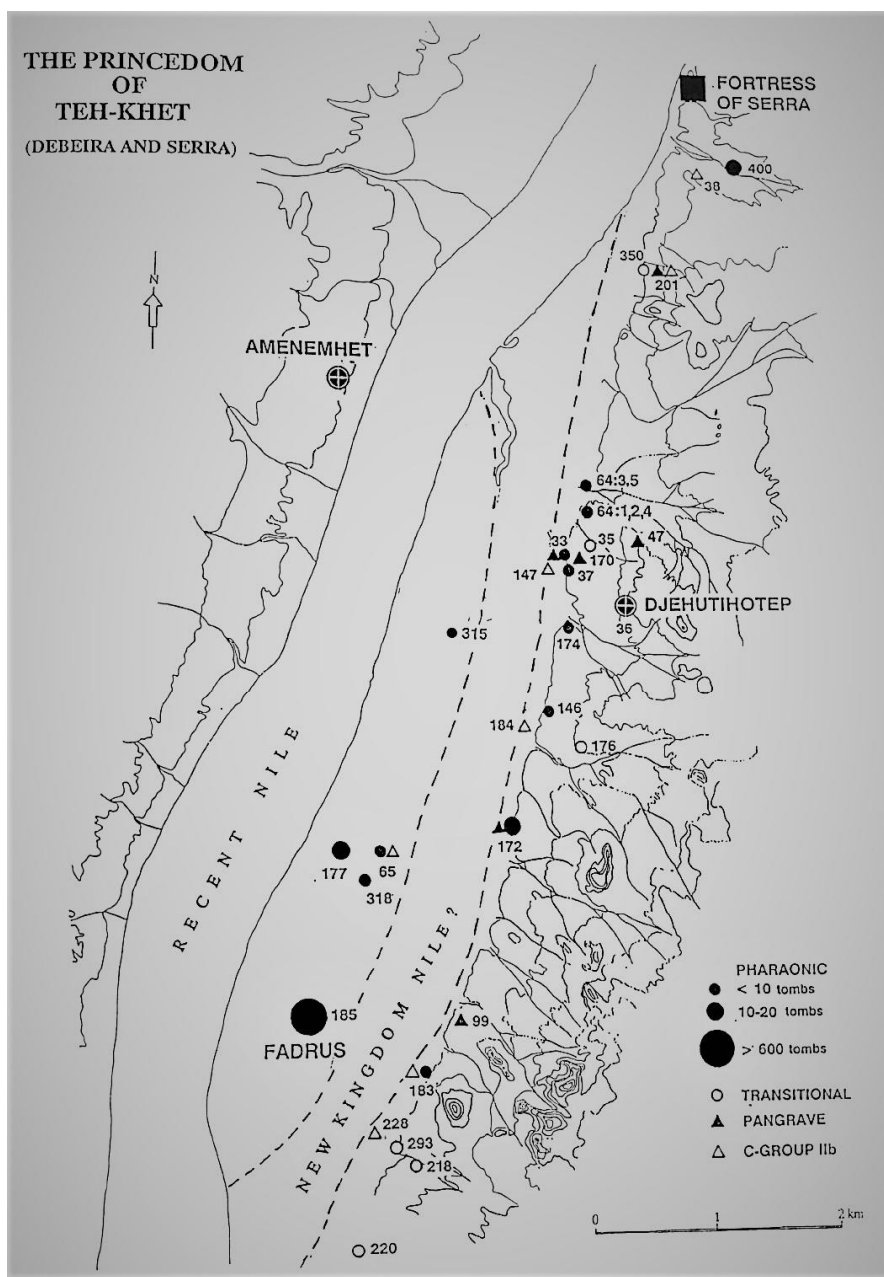 THE PRINCEDOM
OF
TEH-KHET
(DEBEIRA AND SERRA)
FORTRESS
OF SERRA
400
38
350
201
N
AMENEMHET
64:3,5
64:1,2,4
33
35
47
170
147
37
DJEHUTIHOTEP
36
315
174
146
184
176
172
177
65
318
RECENT NILE
NEW KINGDOM NILE?
185
FADRUS
99
183
228
293
218
220
PHARAONIC
< 10 tombs
10-20 tombs
> 600 tombs
TRANSITIONAL
PANGRAVE
C-GROUP IIb
0 1 2 km